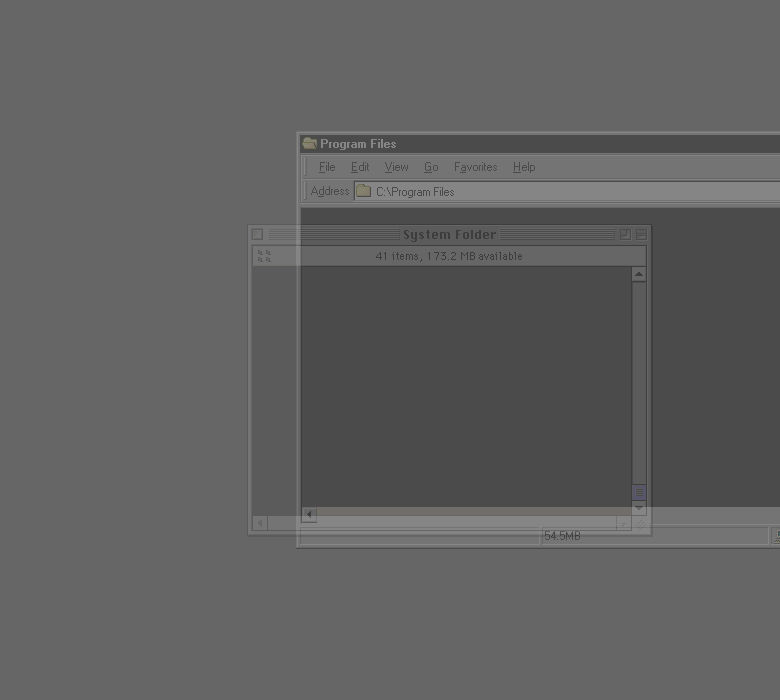 Program Files
File Edit View Go Favorites Help
Address C:\Program Files
System Folder
41 items, 173.2 MB available
54.5MB